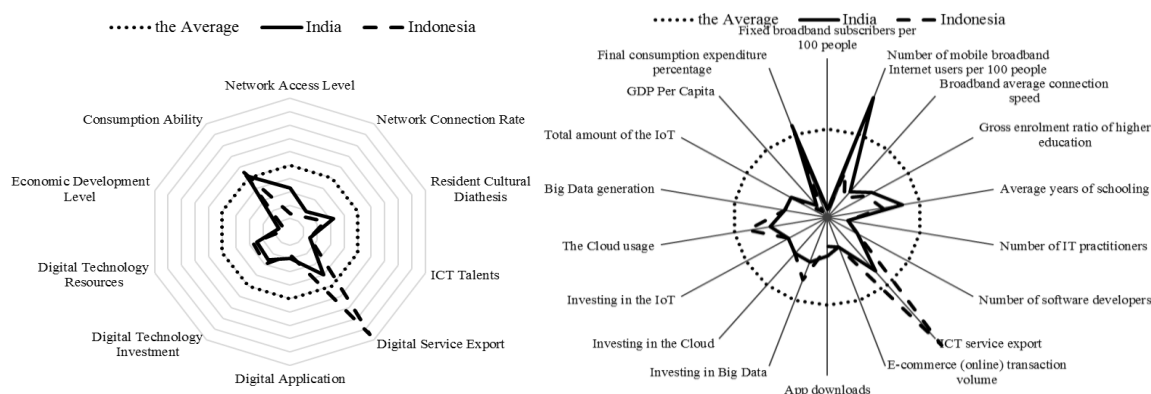 the Average India Indonesia
Network Access Level
Consumption Ability
Network Connection Rate
Economic Development
Level
Resident Cultural
Diathesis
Digital Technology
Resources
ICT Talents
Digital Technology
Investment
Digital Service Export
Digital Application
the Average India Indonesia
Fixed broadband subscribers per
100 people
Final consumption expenditure
percentage
Number of mobile broadband
Internet users per 100 people
GDP Per Capita
Broadband average connection
speed
Total amount of the IoT
Gross enrolment ratio of higher
education
Big Data generation
Average years of schooling
The Cloud usage
Number of IT practitioners
Investing in the IoT
Number of software developers
Investing in the Cloud
ICT service export
Investing in Big Data
E-commerce (online) transaction
volume
App downloads